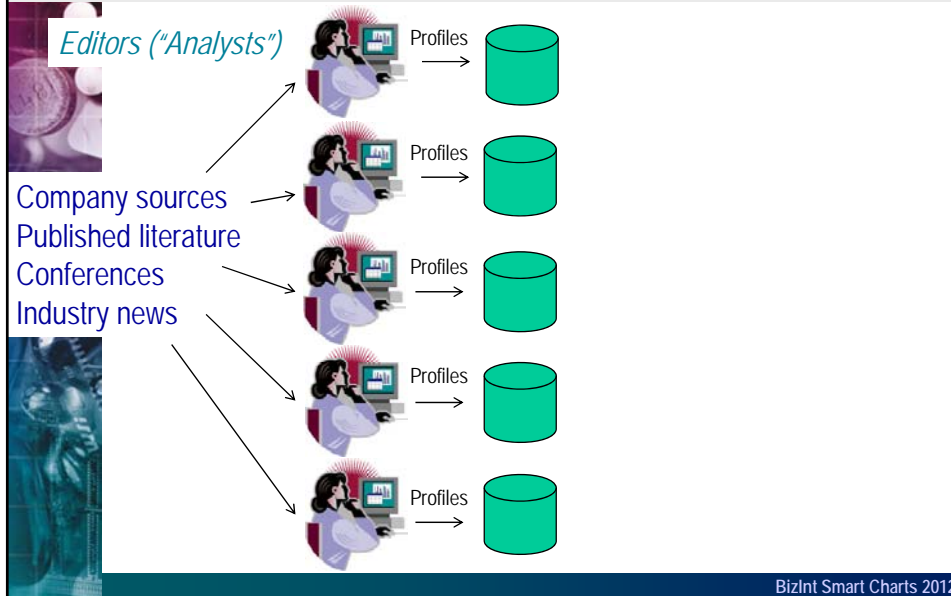 Editors (“Analysts”)
Profiles
Profiles
Company sources
Published literature
Conferences
Industry news
Profiles
Profiles
Profiles
BizInt Smart Charts 2012